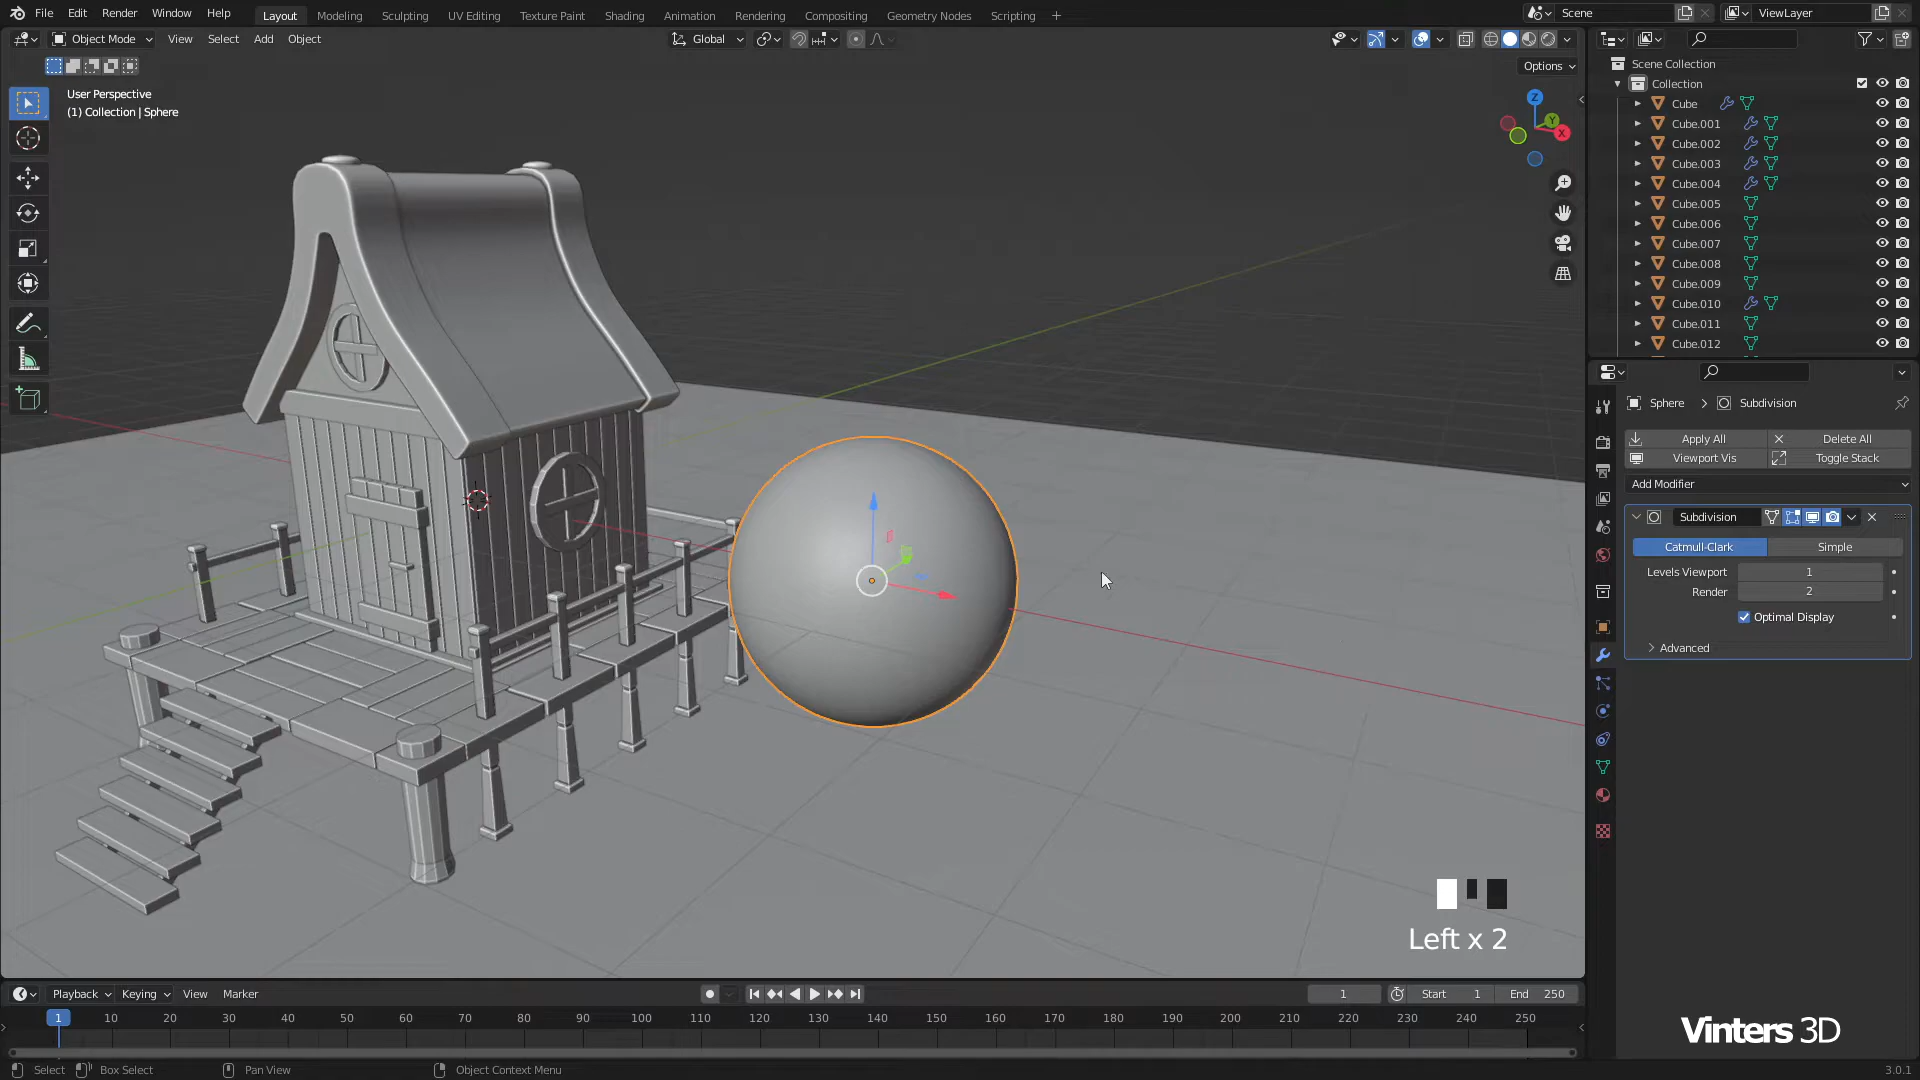 File Edit Render Window Help Layout Modeling Sculpting UV Editing Texture Paint Shading Animation Rendering Compositing Geometry Nodes Scripting + Scene ViewLayer
Object Mode View Select Add Object Global
Options
User Perspective
(1) Collection | Sphere
Z
Y
X
Scene Collection
Collection
Cube
Cube.001
Cube.002
Cube.003
Cube.004
Cube.005
Cube.006
Cube.007
Cube.008
Cube.009
Cube.010
Cube.011
Cube.012
Sphere > Subdivision
Apply All Delete All
Viewport Vis Toggle Stack
Add Modifier
Subdivision
Catmull-Clark Simple
Levels Viewport 1
Render 2
Optimal Display
Advanced
Left x 2
Playback Keying View Marker 1 Start 1 End 250
1 10 20 30 40 50 60 70 80 90 100 110 120 130 140 150 160 170 180 190 200 210 220 230 240 250
Vinters 3D
Select Box Select Pan View Object Context Menu 3.0.1